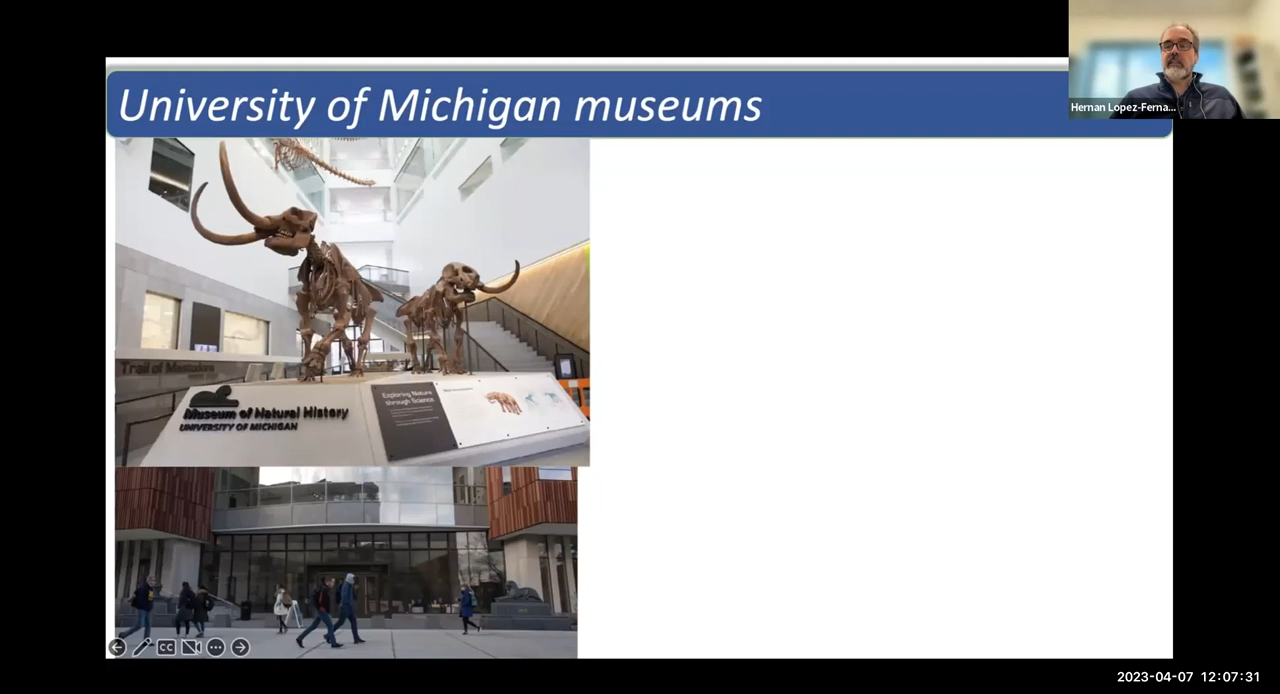 University of Michigan museums
Hernan Lopez-Ferna...
Trail of Mastodons
Exploring Nature
through Science
Museum of Natural History
UNIVERSITY OF MICHIGAN
CC
2023-04-07 12:07:31